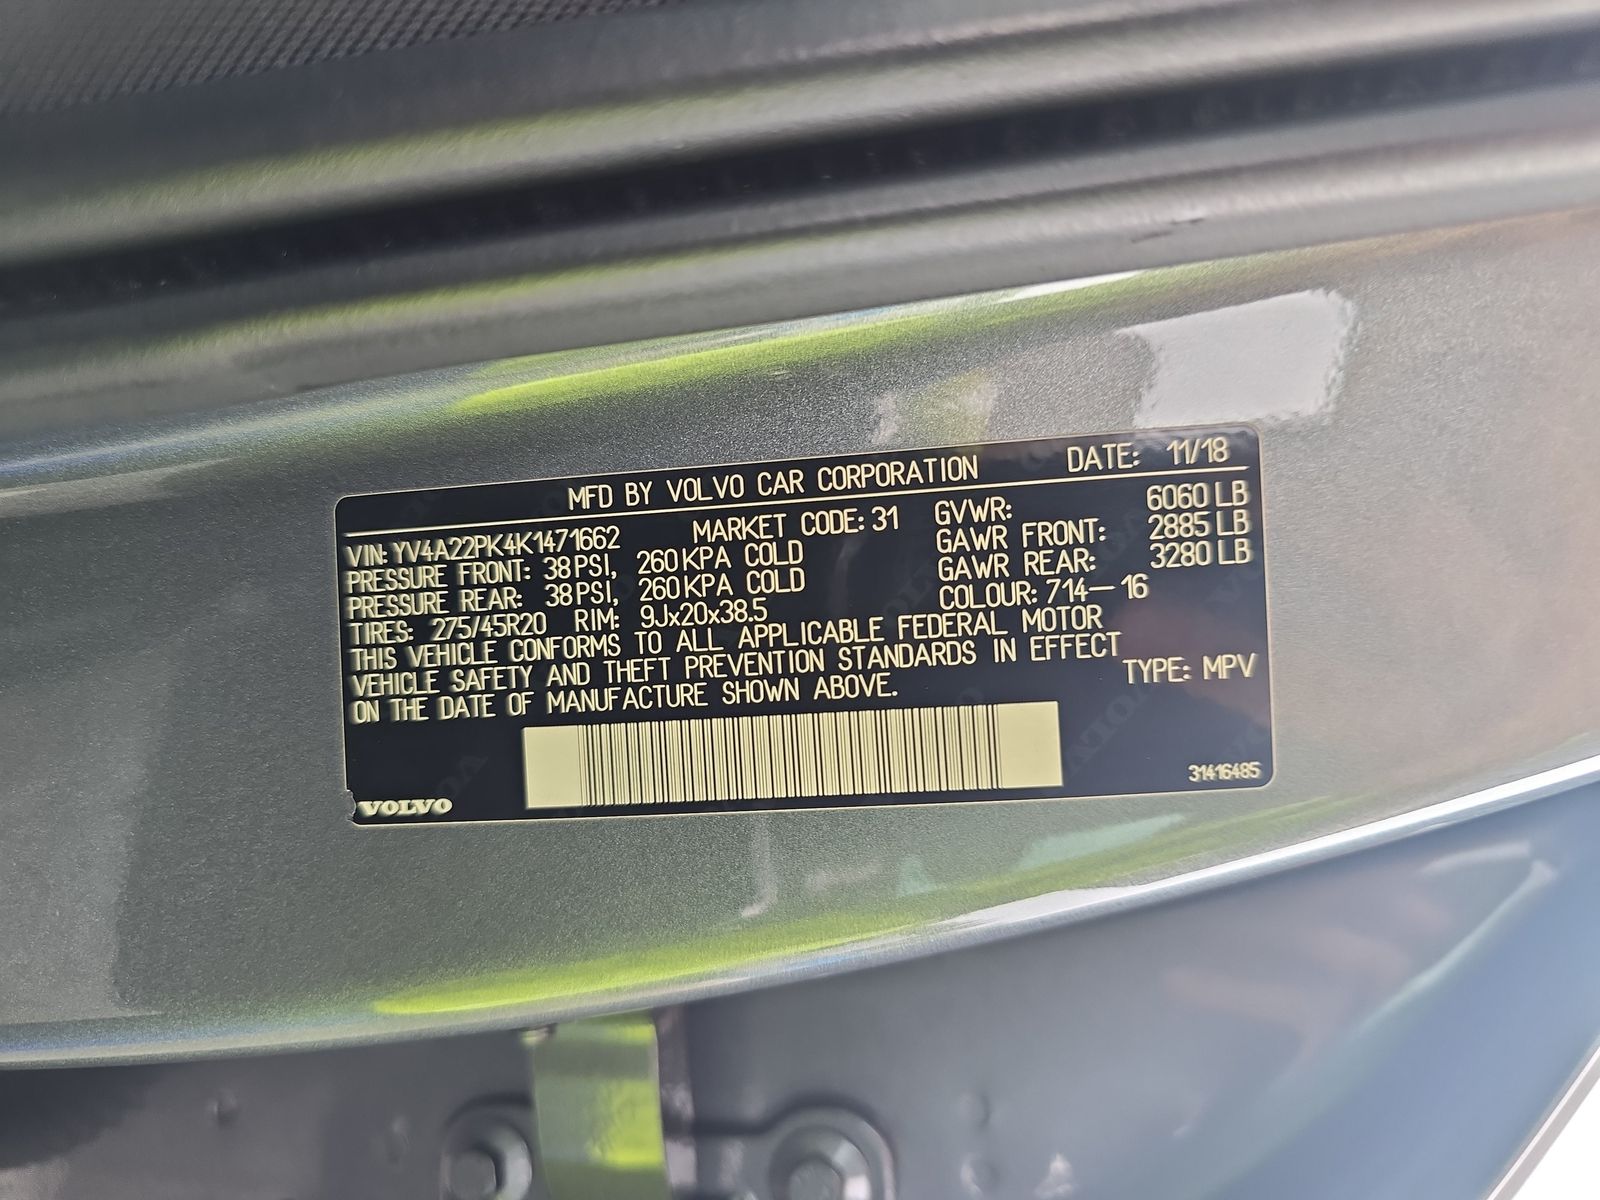 MFD BY VOLVO CAR CORPORATION DATE: 11/18
VIN: YV4A22PK4K1471662 MARKET CODE: 31 GVWR: 6060 LB
PRESSURE FRONT: 38 PSI, 260 KPA COLD GAWR FRONT: 2885 LB
PRESSURE REAR: 38 PSI, 260 KPA COLD GAWR REAR: 3280 LB
TIRES: 275/45R20 RIM: 9Jx20x38.5 COLOUR: 714-16
THIS VEHICLE CONFORMS TO ALL APPLICABLE FEDERAL MOTOR
VEHICLE SAFETY AND THEFT PREVENTION STANDARDS IN EFFECT
ON THE DATE OF MANUFACTURE SHOWN ABOVE. TYPE: MPV
VOLVO 31416485